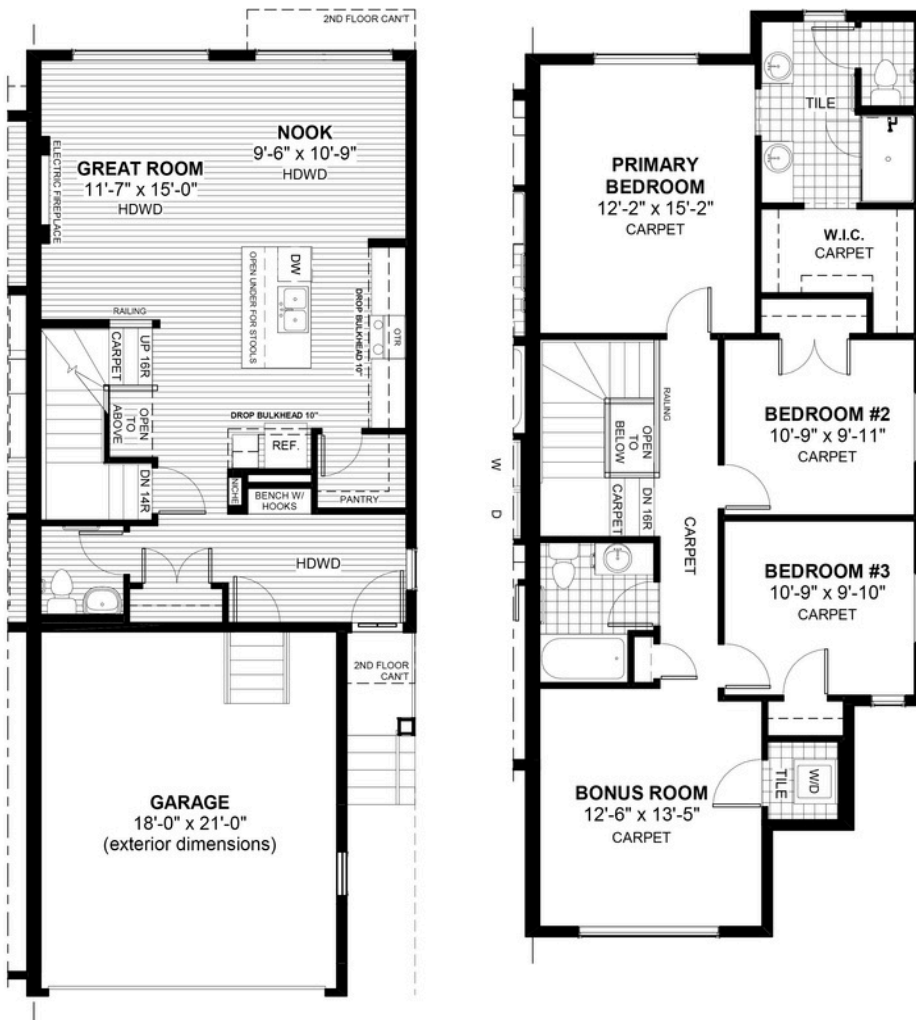 2ND FLOOR CAN'T
NOOK
9'-6" x 10'-9"
HDWD
GREAT ROOM
11'-7" x 15'-0"
HDWD
ELECTRIC FIREPLACE
DW
OPEN UNDER FOR STOOLS
DROP BULKHEAD 10"
OTR
RAILING
UP 16R
CARPET
OPEN
TO
ABOVE
DROP BULKHEAD 10"
REF.
DN 14R
NICHE
BENCH W/
HOOKS
PANTRY
HDWD
2ND FLOOR
CAN'T
GARAGE
18'-0" x 21'-0"
(exterior dimensions)
TILE
PRIMARY
BEDROOM
12'-2" x 15'-2"
CARPET
W.I.C.
CARPET
RAILING
OPEN
TO
BELOW
W
D
DN 16R
CARPET
CARPET
BEDROOM #2
10'-9" x 9'-11"
CARPET
BEDROOM #3
10'-9" x 9'-10"
CARPET
BONUS ROOM
12'-6" x 13'-5"
CARPET
TILE
W/D